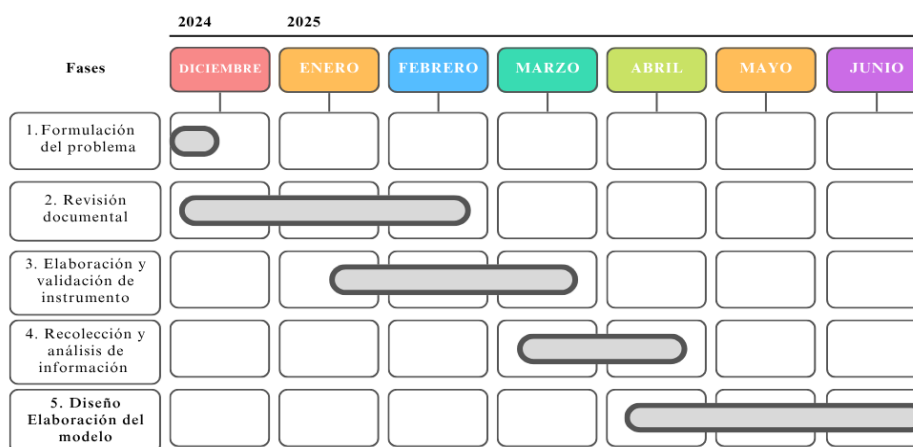 2024 2025
Fases DICIEMBRE ENERO FEBRERO MARZO ABRIL MAYO JUNIO
1. Formulación
del problema
2. Revisión
documental
3. Elaboración y
validación de
instrumento
4. Recolección y
análisis de
información
5. Diseño
Elaboración del
modelo